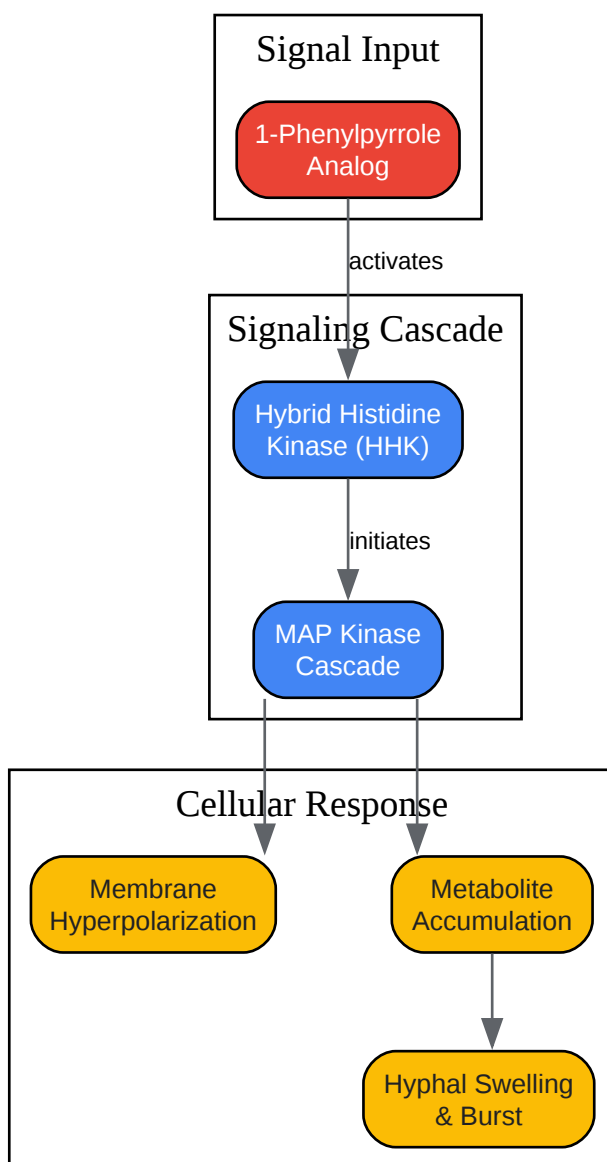 Signal Input
1-Phenylpyrrole
Analog
activates
Signaling Cascade
Hybrid Histidine
Kinase (HHK)
initiates
MAP Kinase
Cascade
Cellular Response
Membrane
Hyperpolarization
Metabolite
Accumulation
Hyphal Swelling
& Burst